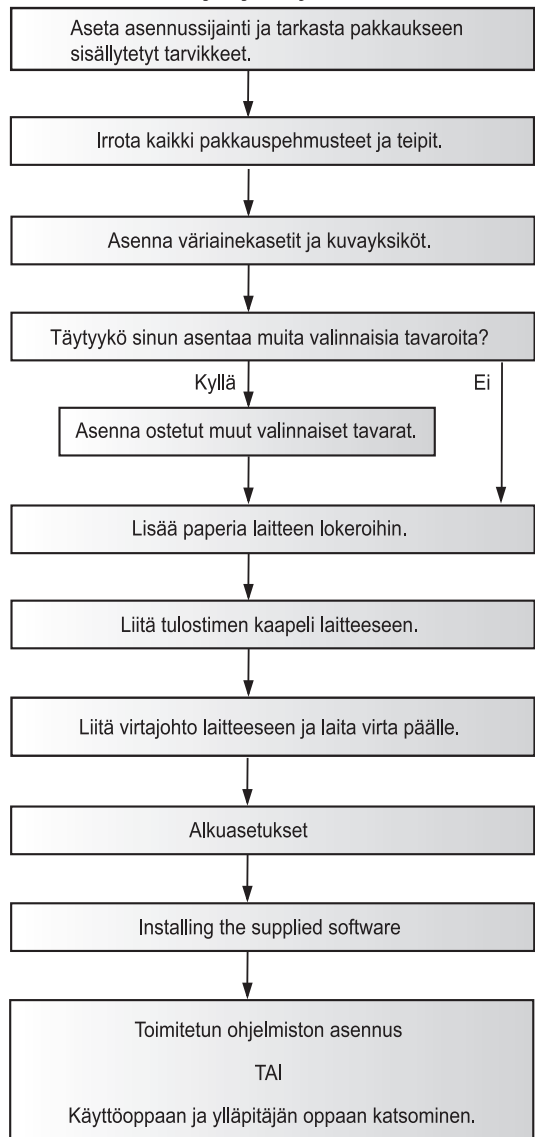 Aseta asennussijainti ja tarkasta pakkaukseen
sisällytetyt tarvikkeet.
Irrota kaikki pakkauspehmusteet ja teipit.
Asenna väriainekasetit ja kuvayksiköt.
Täytyykö sinun asentaa muita valinnaisia tavaroita?
Kyllä
Ei
Asenna ostetut muut valinnaiset tavarat.
Lisää paperia laitteen lokeroihin.
Liitä tulostimen kaapeli laitteeseen.
Liitä virtajohto laitteeseen ja laita virta päälle.
Alkuasetukset
Installing the supplied software
Toimitetun ohjelmiston asennus
TAI
Käyttöoppaan ja ylläpitäjän oppaan katsominen.